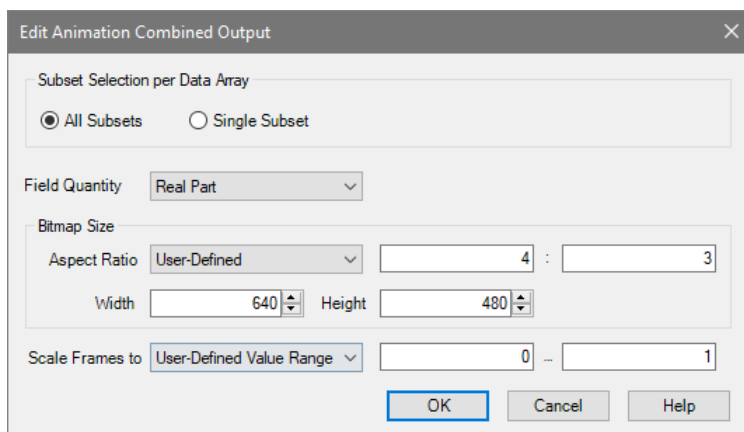 Edit Animation Combined Output
Subset Selection per Data Array
All Subsets Single Subset
Field Quantity Real Part
Bitmap Size
Aspect Ratio User-Defined 4 : 3
Width 640 Height 480
Scale Frames to User-Defined Value Range 0 ... 1
OK Cancel Help